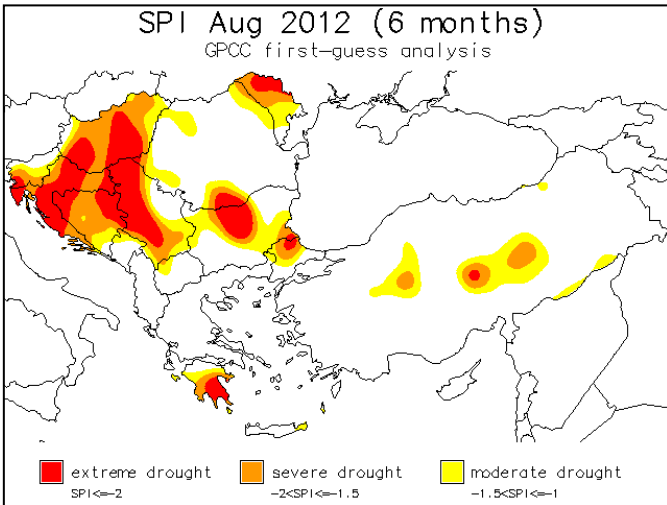 SPI Aug 2012 (6 months)
GPCC first-guess analysis
extreme drought severe drought moderate drought
SPI<=-2 -2<SPI<=-1.5 -1.5<SPI<=-1